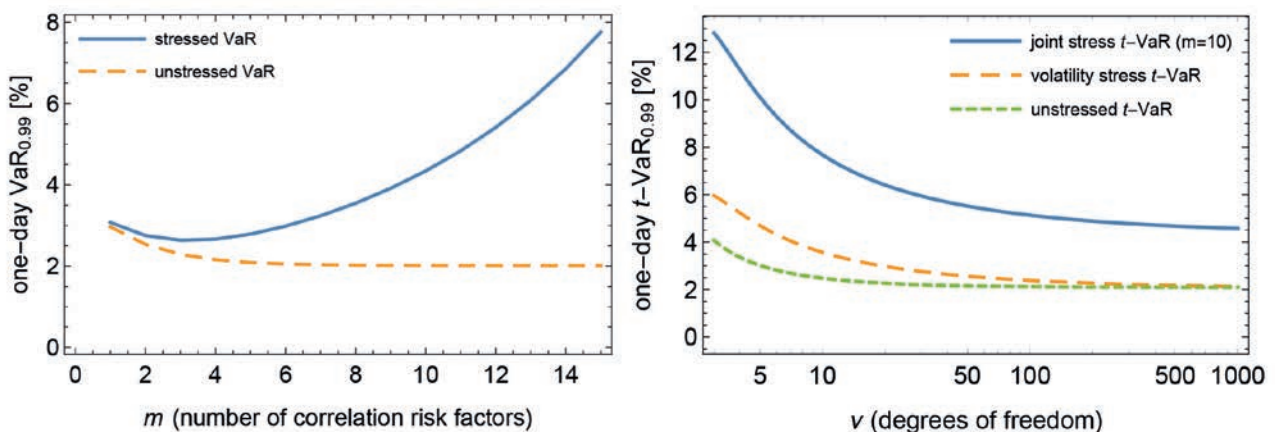 8
6
4
2
0
one-day VaR0.99 [%]
stressed VaR
unstressed VaR
0 2 4 6 8 10 12 14
m (number of correlation risk factors)
12
10
8
6
4
2
0
one-day t-VaR0.99 [%]
joint stress t-VaR (m=10)
volatility stress t-VaR
unstressed t-VaR
5 10 50 100 500 1000
ν (degrees of freedom)